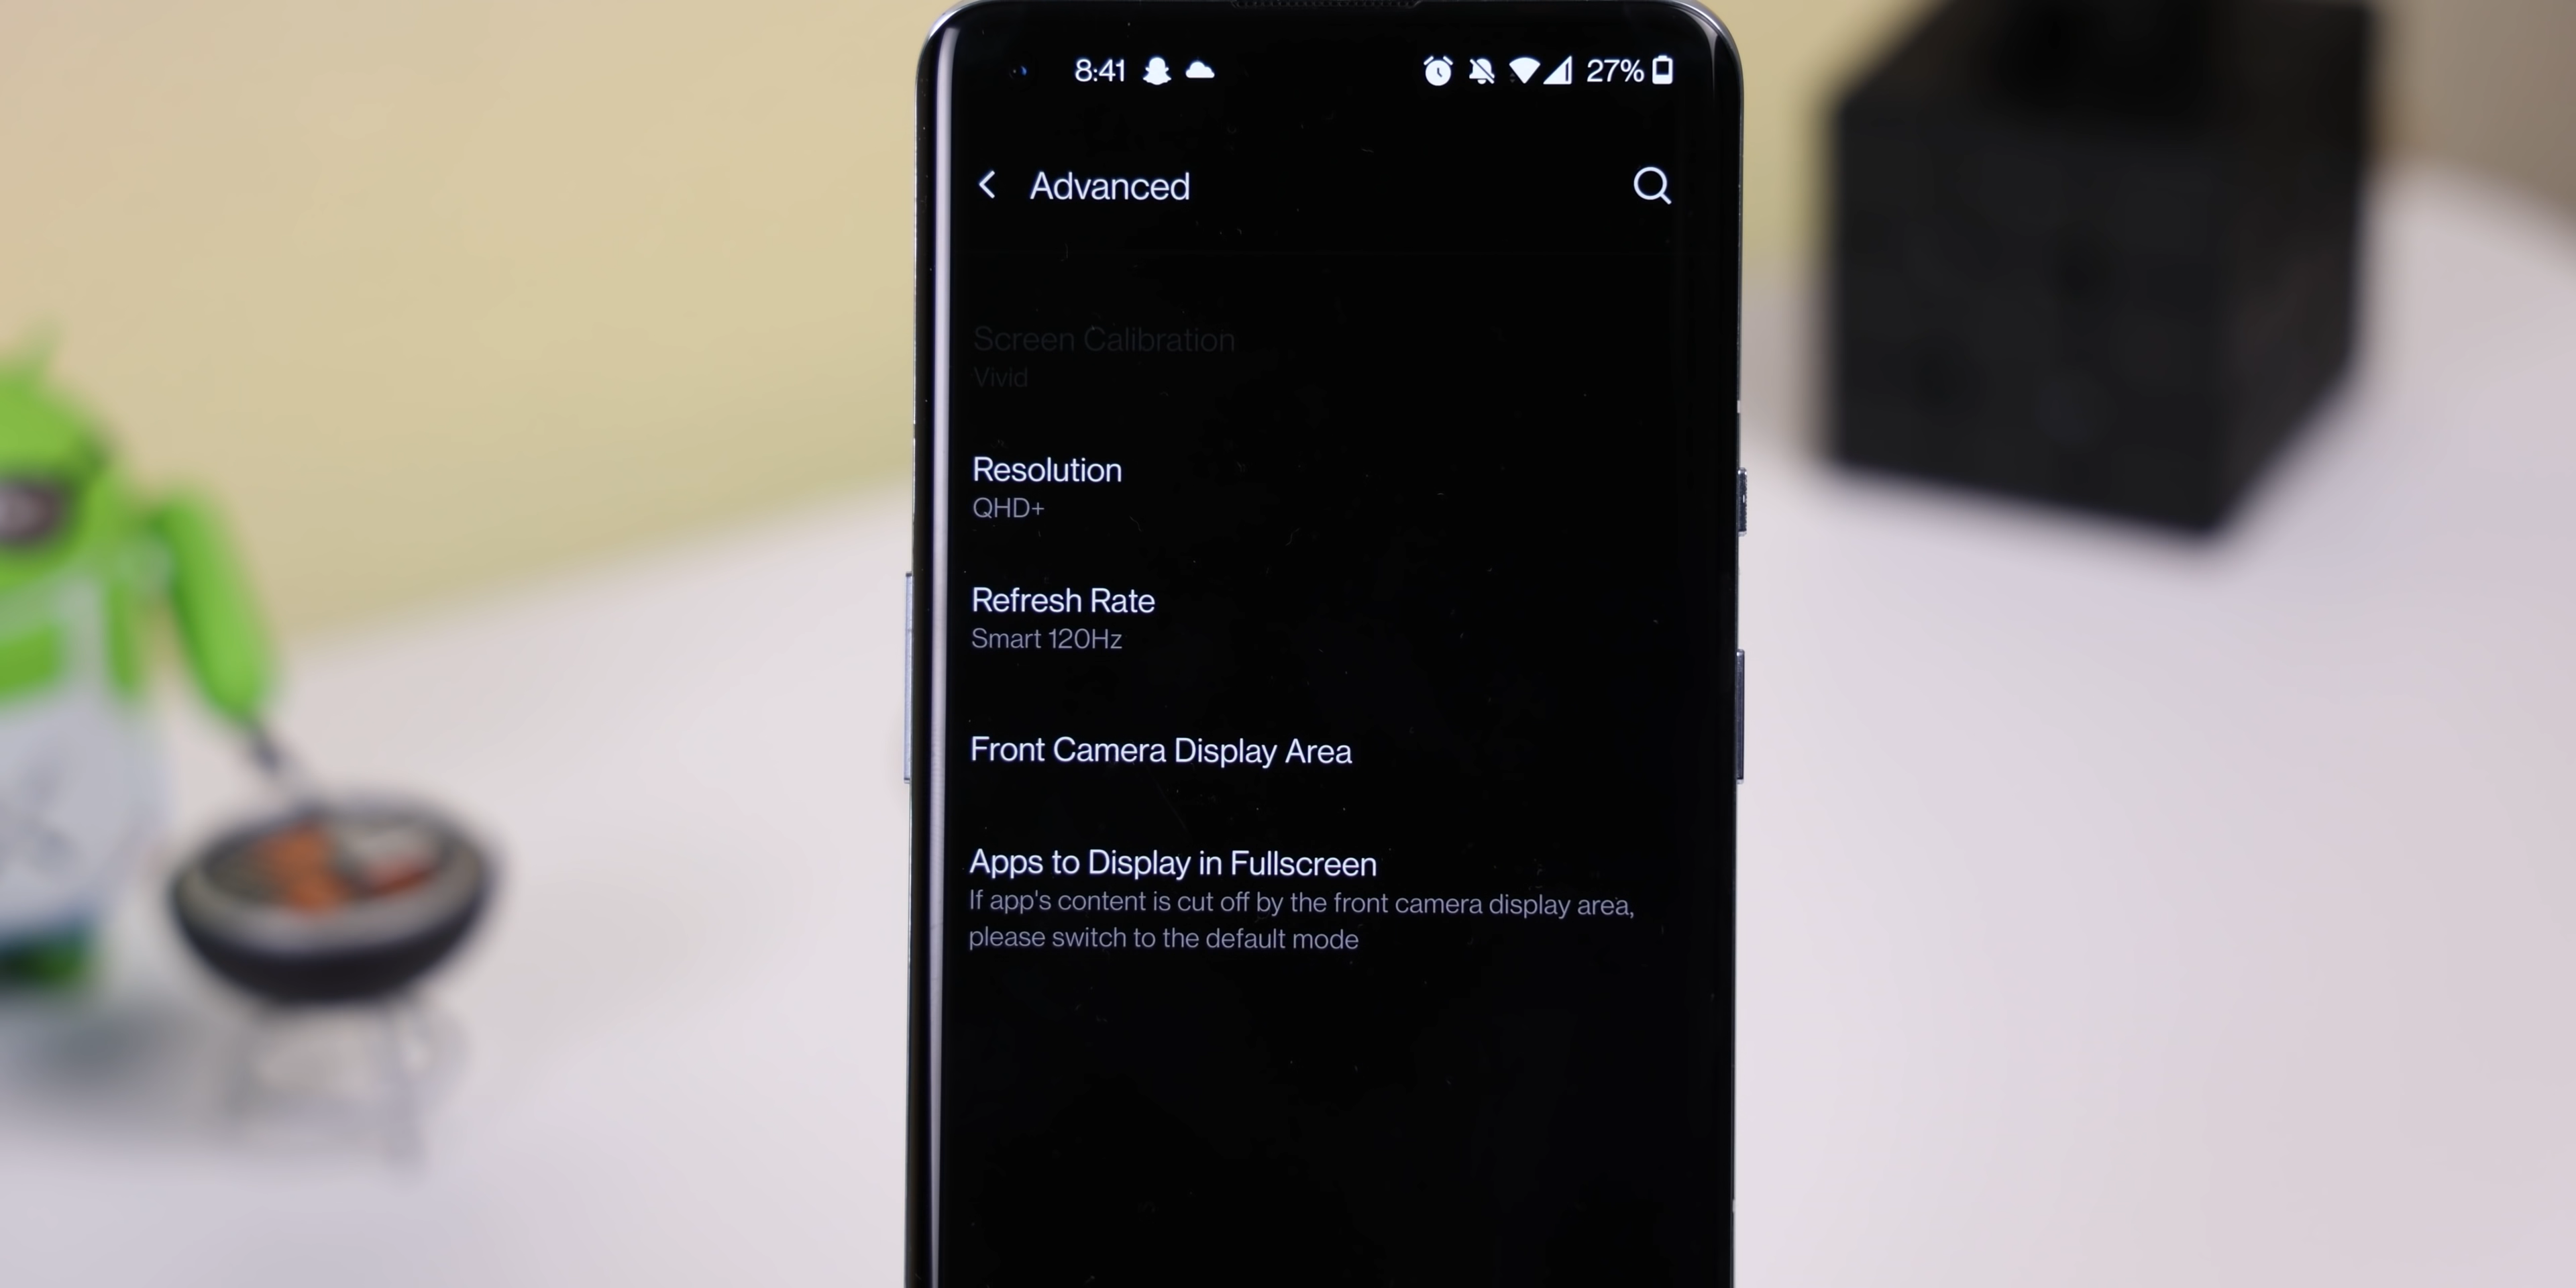 8:41 27%
Advanced
Screen Calibration
Vivid
Resolution
QHD+
Refresh Rate
Smart 120Hz
Front Camera Display Area
Apps to Display in Fullscreen
If app's content is cut off by the front camera display area,
please switch to the default mode